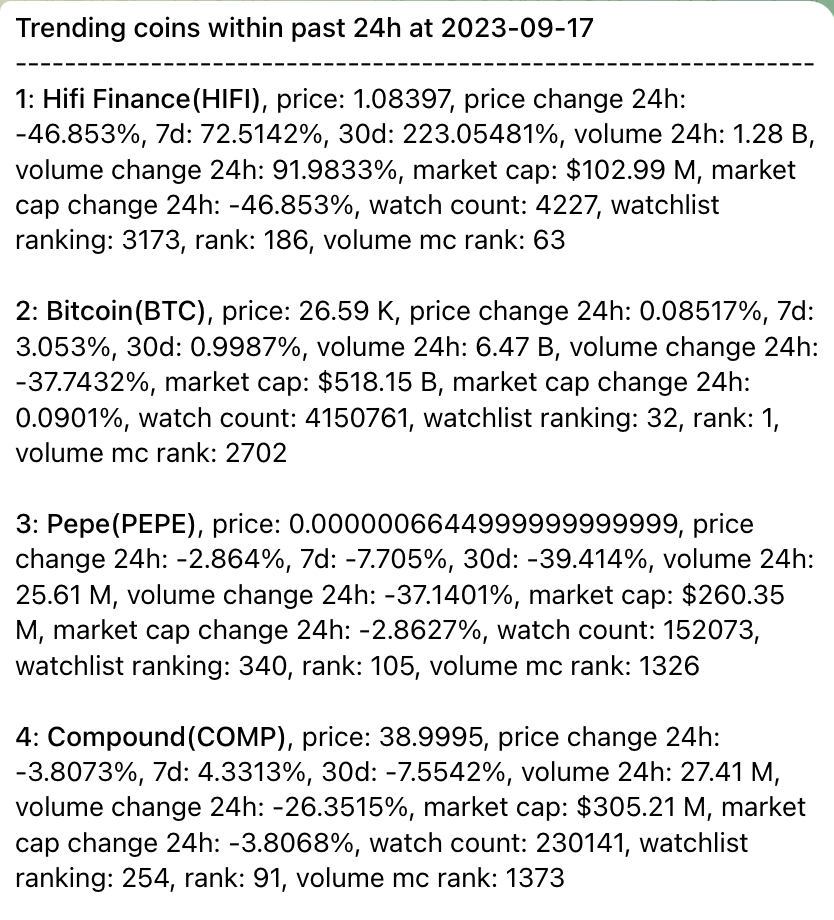 Trending coins within past 24h at 2023-09-17
----------------------------------------------------------------
1: Hifi Finance(HIFI), price: 1.08397, price change 24h:
-46.853%, 7d: 72.5142%, 30d: 223.05481%, volume 24h: 1.28 B,
volume change 24h: 91.9833%, market cap: $102.99 M, market
cap change 24h: -46.853%, watch count: 4227, watchlist
ranking: 3173, rank: 186, volume mc rank: 63
2: Bitcoin(BTC), price: 26.59 K, price change 24h: 0.08517%, 7d:
3.053%, 30d: 0.9987%, volume 24h: 6.47 B, volume change 24h:
-37.7432%, market cap: $518.15 B, market cap change 24h:
0.0901%, watch count: 4150761, watchlist ranking: 32, rank: 1,
volume mc rank: 2702
3: Pepe(PEPE), price: 0.0000006644999999999999, price
change 24h: -2.864%, 7d: -7.705%, 30d: -39.414%, volume 24h:
25.61 M, volume change 24h: -37.1401%, market cap: $260.35
M, market cap change 24h: -2.8627%, watch count: 152073,
watchlist ranking: 340, rank: 105, volume mc rank: 1326
4: Compound(COMP), price: 38.9995, price change 24h:
-3.8073%, 7d: 4.3313%, 30d: -7.5542%, volume 24h: 27.41 M,
volume change 24h: -26.3515%, market cap: $305.21 M, market
cap change 24h: -3.8068%, watch count: 230141, watchlist
ranking: 254, rank: 91, volume mc rank: 1373